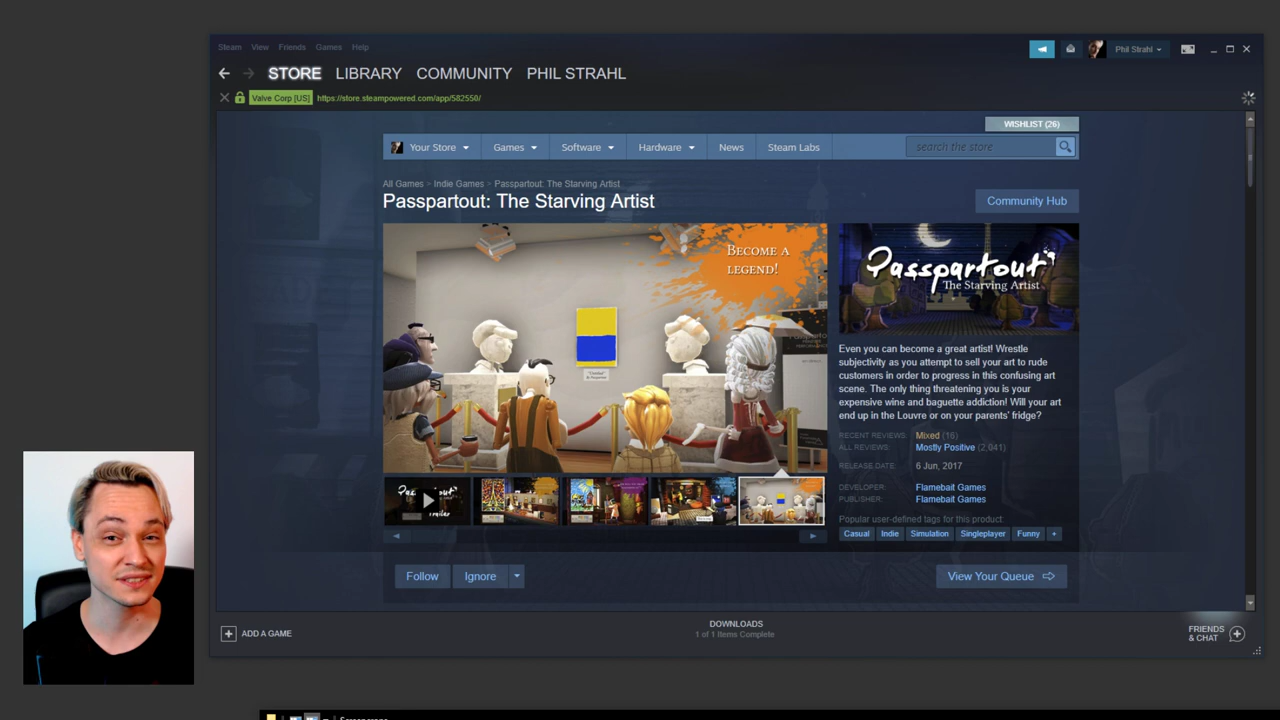 Steam View Friends Games Help
Phil Strahl
STORE LIBRARY COMMUNITY PHIL STRAHL
Valve Corp [US] https://store.steampowered.com/app/582550/
WISHLIST (26)
Your Store Games Software Hardware News Steam Labs search the store
All Games > Indie Games > Passpartout: The Starving Artist
Passpartout: The Starving Artist
Community Hub
BECOME A
LEGEND!
Passpartout
The Starving Artist
Even you can become a great artist! Wrestle
subjectivity as you attempt to sell your art to rude
customers in order to progress in this confusing art
scene. The only thing threatening you is your
expensive wine and baguette addiction! Will your art
end up in the Louvre or on your parents' fridge?
RECENT REVIEWS: Mixed (16)
ALL REVIEWS: Mostly Positive (2,041)
RELEASE DATE: 6 Jun, 2017
DEVELOPER: Flamebait Games
PUBLISHER: Flamebait Games
Popular user-defined tags for this product:
Casual Indie Simulation Singleplayer Funny +
Follow Ignore
View Your Queue
ADD A GAME
DOWNLOADS
1 of 1 Items Complete
FRIENDS
& CHAT